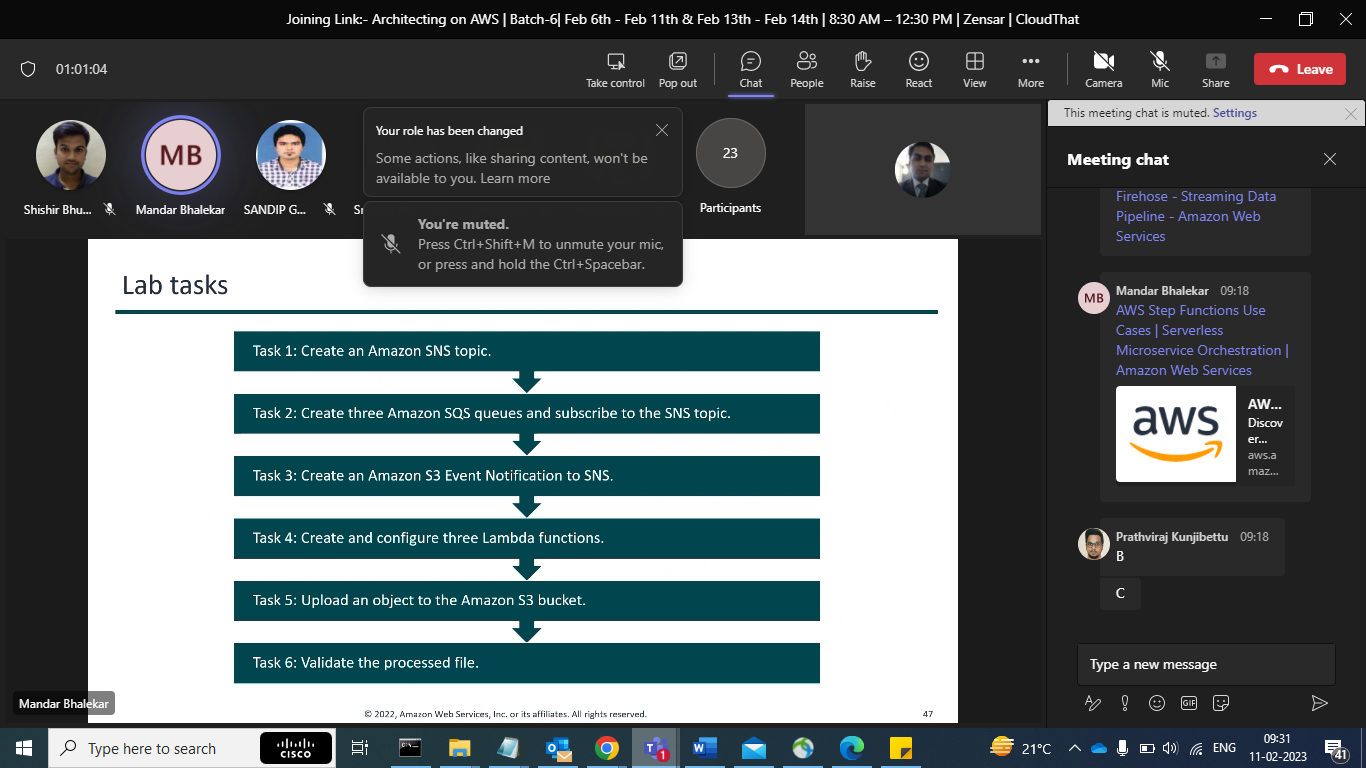 Joining Link:- Architecting on AWS | Batch-6| Feb 6th - Feb 11th & Feb 13th - Feb 14th | 8:30 AM – 12:30 PM | Zensar | CloudThat
01:01:04
Take control
Pop out
Chat
People
Raise
React
View
More
Camera
Mic
Share
Leave
This meeting chat is muted. Settings
MB
Shishir Bhu...
Mandar Bhalekar
SANDIP G...
Your role has been changed
Some actions, like sharing content, won't be
available to you. Learn more
You're muted.
Press Ctrl+Shift+M to unmute your mic,
or press and hold the Ctrl+Spacebar.
23
Participants
Meeting chat
Firehose - Streaming Data
Pipeline - Amazon Web
Services
MB
Mandar Bhalekar 09:18
AWS Step Functions Use
Cases | Serverless
Microservice Orchestration |
Amazon Web Services
aws
AW...
Discov
er...
aws.a
maz...
Prathviraj Kunjibettu 09:18
B
C
Type a new message
GIF
Lab tasks
Task 1: Create an Amazon SNS topic.
Task 2: Create three Amazon SQS queues and subscribe to the SNS topic.
Task 3: Create an Amazon S3 Event Notification to SNS.
Task 4: Create and configure three Lambda functions.
Task 5: Upload an object to the Amazon S3 bucket.
Task 6: Validate the processed file.
Mandar Bhalekar
© 2022, Amazon Web Services, Inc. or its affiliates. All rights reserved.
47
Type here to search
CISCO
1
21°C
ENG
09:31
11-02-2023
41